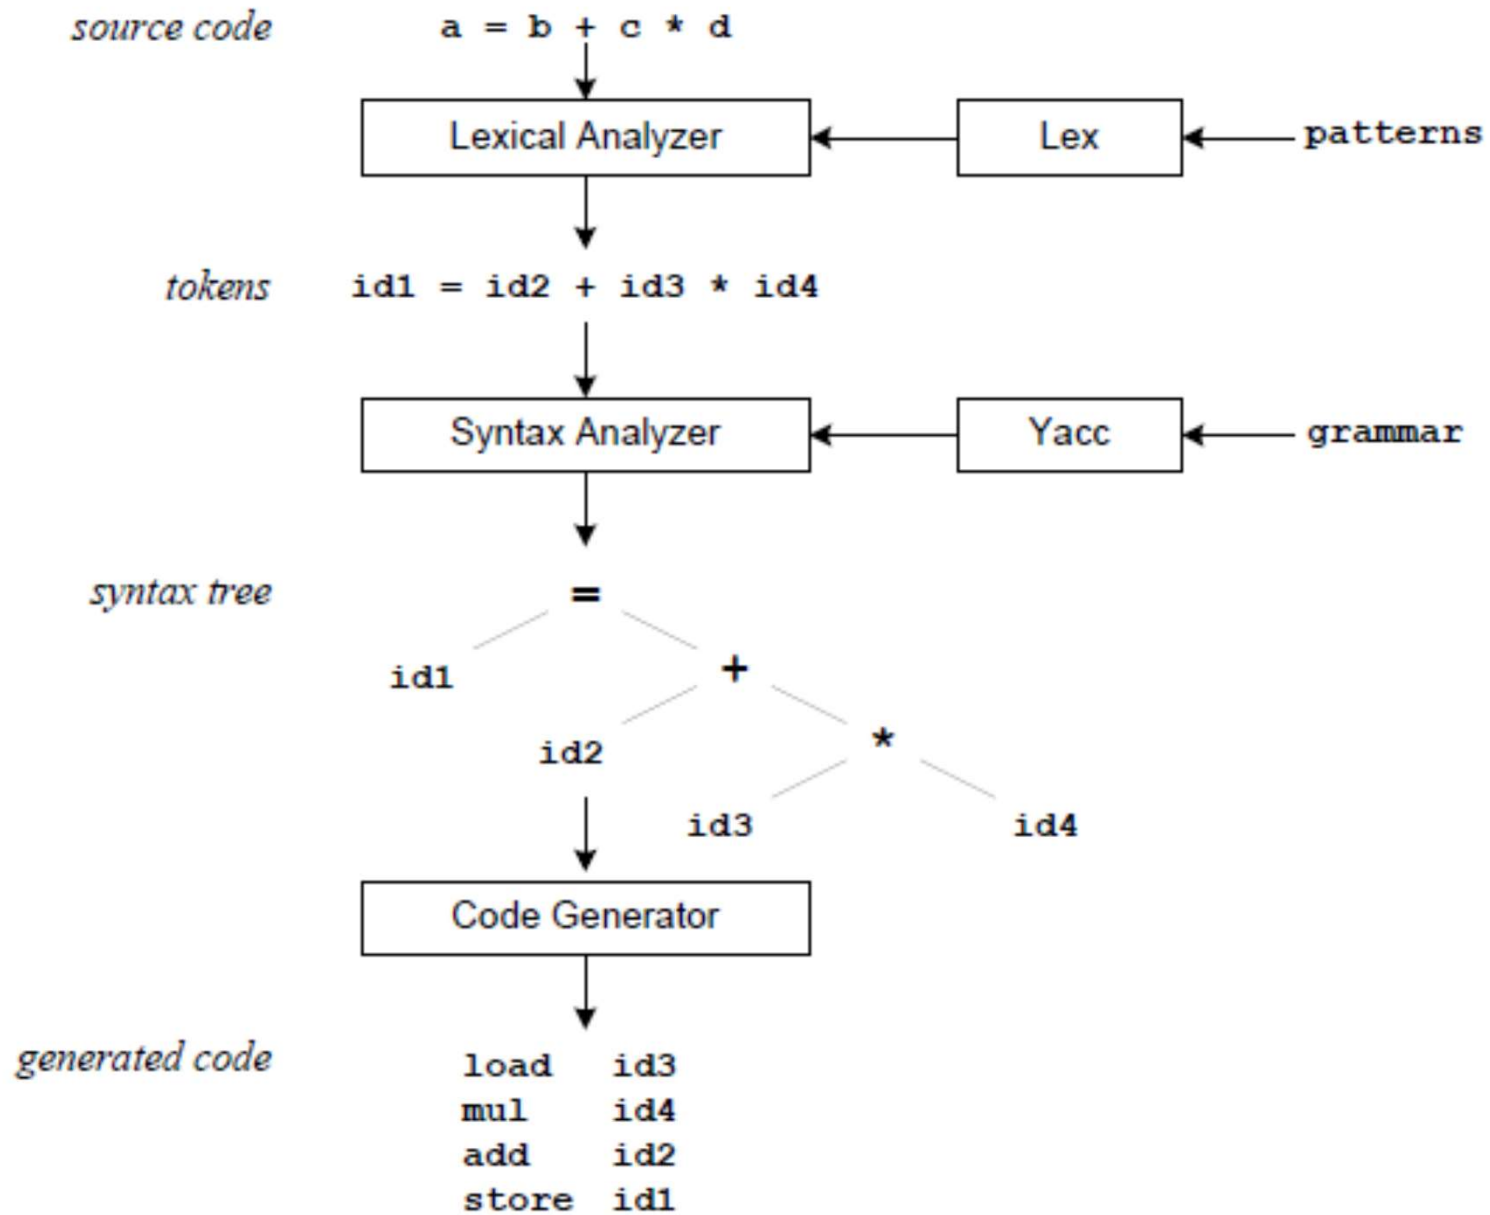 source code a = b + c * d
Lexical Analyzer Lex patterns
tokens id1 = id2 + id3 * id4
Syntax Analyzer Yacc grammar
syntax tree =
id1 +
id2 *
id3 id4
Code Generator
generated code load id3
mul id4
add id2
store id1